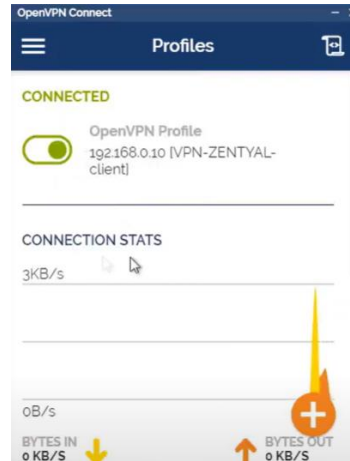 OpenVPN Connect
Profiles
CONNECTED
OpenVPN Profile
192.168.0.10 [VPN-ZENTYAL-
client]
CONNECTION STATS
3KB/s
0B/s
BYTES IN
0 KB/S
BYTES OUT
0 KB/S